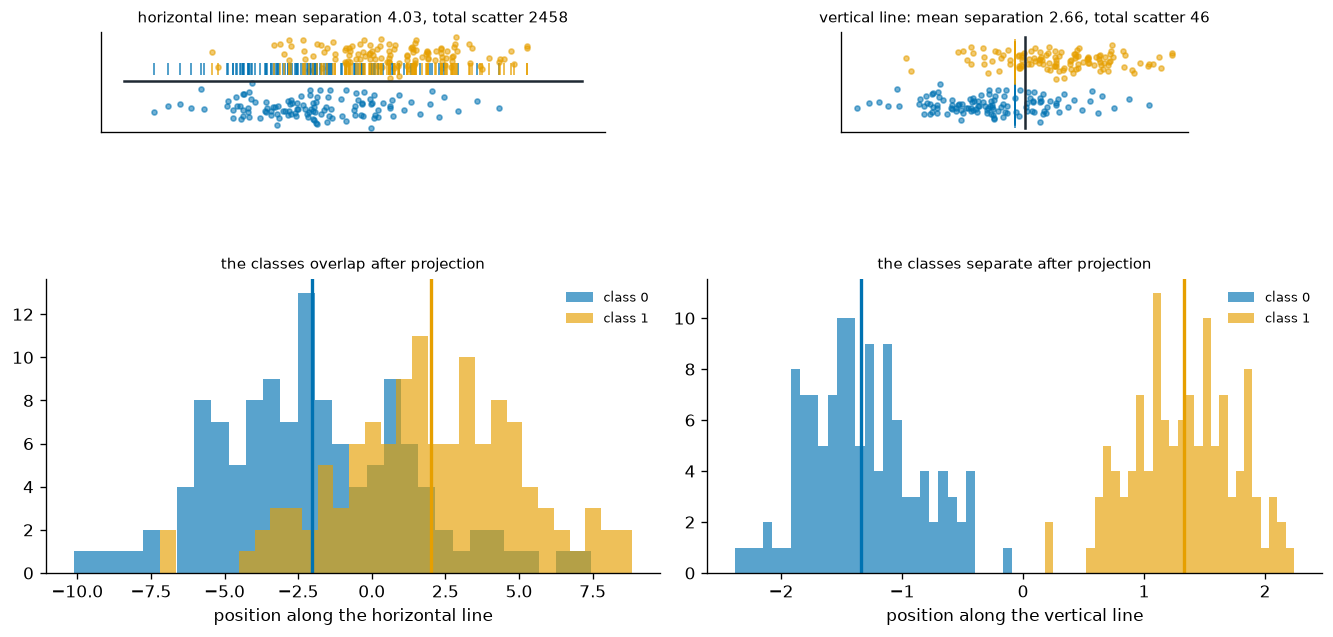 horizontal line: mean separation 4.03, total scatter 2458
vertical line: mean separation 2.66, total scatter 46
the classes overlap after projection
class 0
class 1
12
10
8
6
4
2
0
−10.0 −7.5 −5.0 −2.5 0.0 2.5 5.0 7.5
position along the horizontal line
the classes separate after projection
class 0
class 1
10
8
6
4
2
0
−2 −1 0 1 2
position along the vertical line